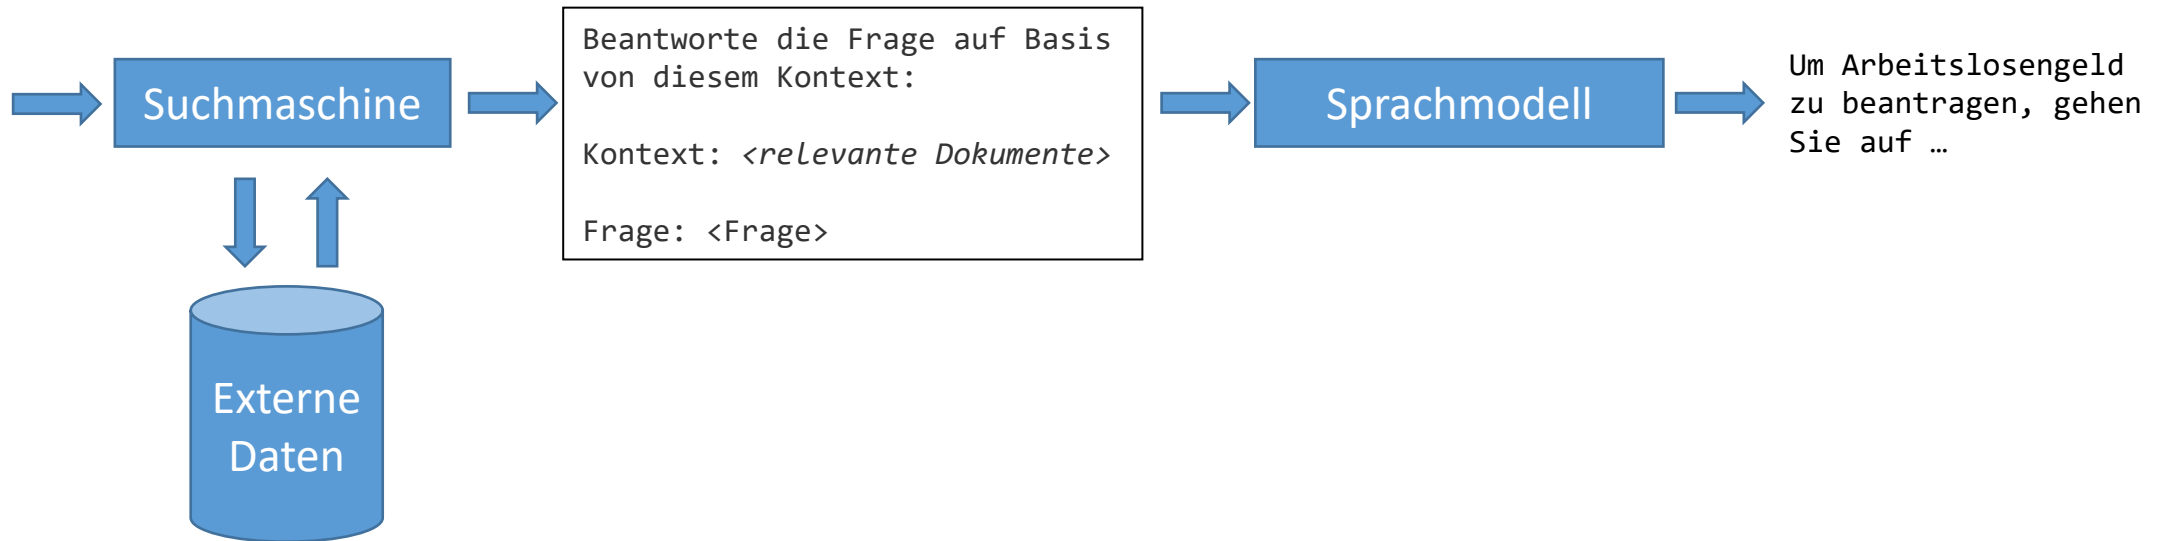 Suchmaschine
Beantworte die Frage auf Basis
von diesem Kontext:
Kontext: <relevante Dokumente>
Frage: <Frage>
Sprachmodell
Um Arbeitslosengeld
zu beantragen, gehen
Sie auf …
Externe
Daten